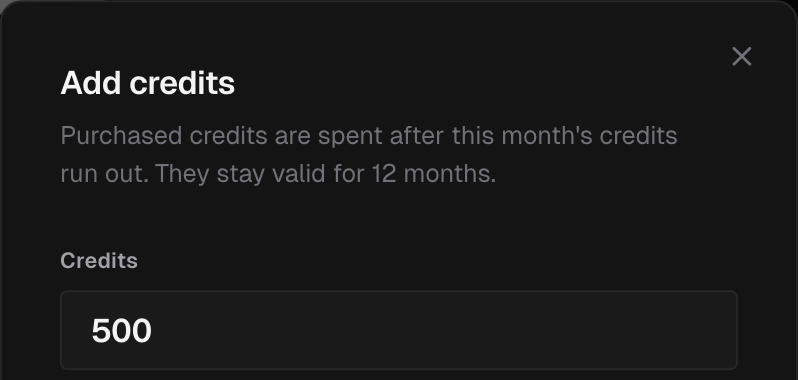 Add credits
Purchased credits are spent after this month's credits
run out. They stay valid for 12 months.
Credits
500